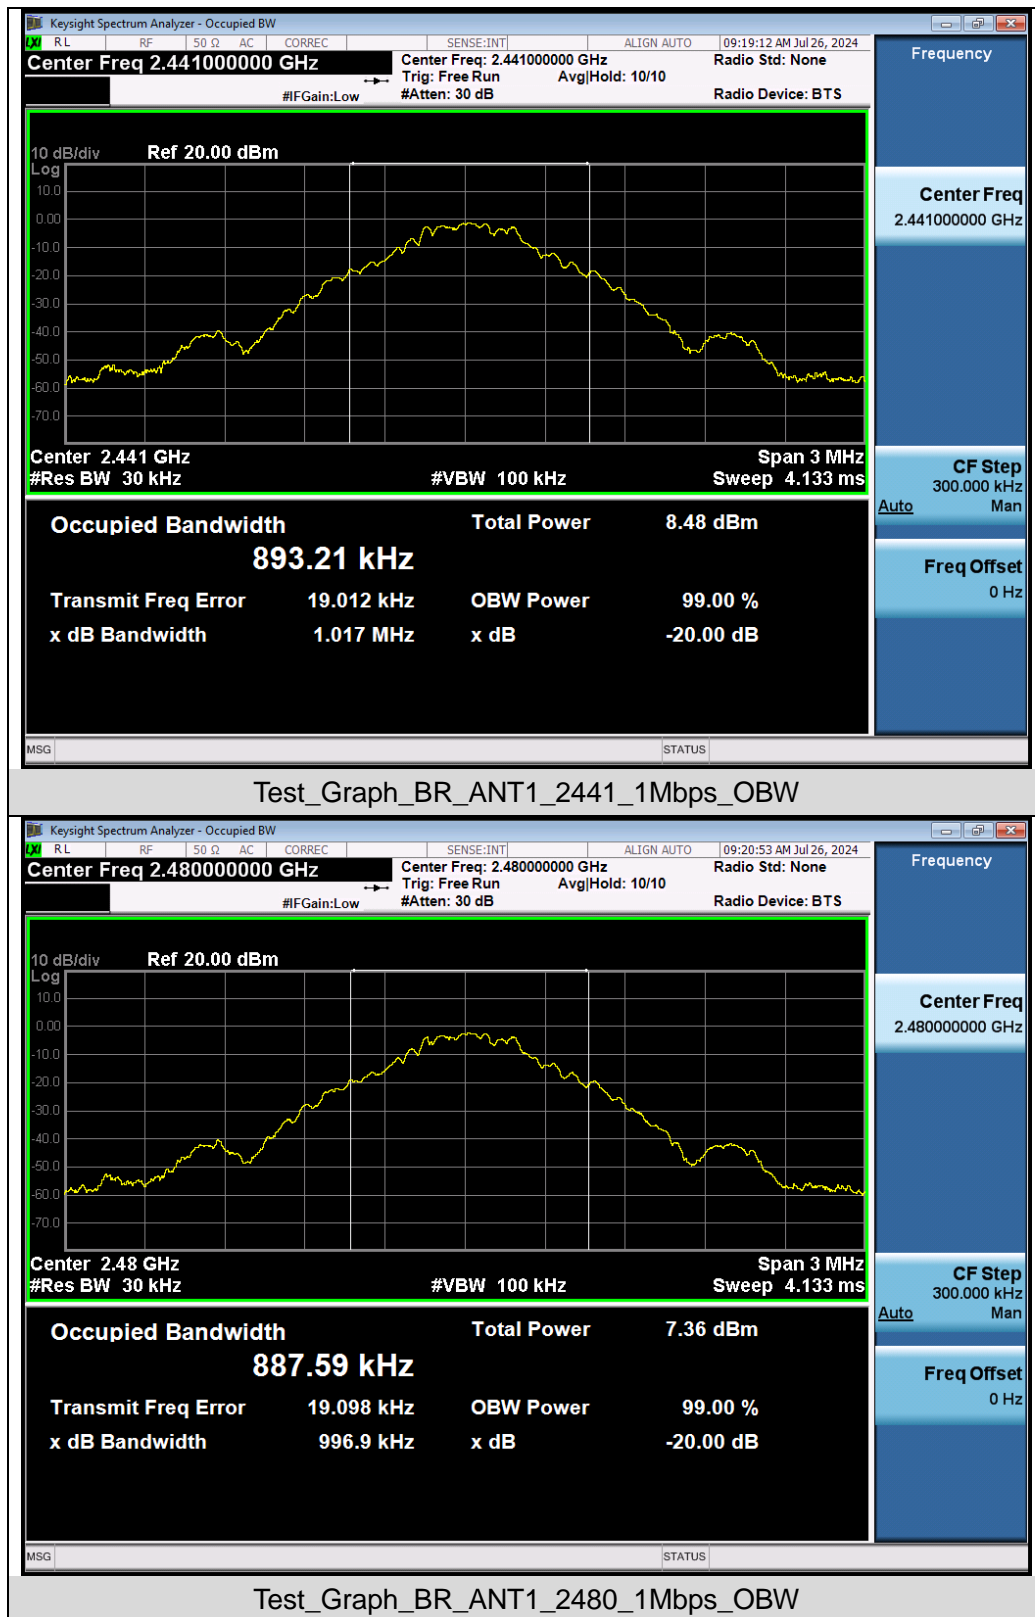 Keysight Spectrum Analyzer - Occupied BW
LXI RL RF 50 Ω AC CORREC SENSE:INT ALIGN AUTO 09:19:12 AM Jul 26, 2024
Center Freq 2.441000000 GHz
Center Freq: 2.441000000 GHz
Radio Std: None
Trig: Free Run Avg|Hold: 10/10
#IFGain:Low #Atten: 30 dB Radio Device: BTS
10 dB/div Ref 20.00 dBm
Log
10.0
0.00
-10.0
-20.0
-30.0
-40.0
-50.0
-60.0
-70.0
Center 2.441 GHz Span 3 MHz
#Res BW 30 kHz #VBW 100 kHz Sweep 4.133 ms
Occupied Bandwidth Total Power 8.48 dBm
893.21 kHz
Transmit Freq Error 19.012 kHz OBW Power 99.00 %
x dB Bandwidth 1.017 MHz x dB -20.00 dB
MSG STATUS
Frequency
Center Freq
2.441000000 GHz
CF Step
300.000 kHz
Auto Man
Freq Offset
0 Hz
Test_Graph_BR_ANT1_2441_1Mbps_OBW
Keysight Spectrum Analyzer - Occupied BW
LXI RL RF 50 Ω AC CORREC SENSE:INT ALIGN AUTO 09:20:53 AM Jul 26, 2024
Center Freq 2.480000000 GHz
Center Freq: 2.480000000 GHz
Radio Std: None
Trig: Free Run Avg|Hold: 10/10
#IFGain:Low #Atten: 30 dB Radio Device: BTS
10 dB/div Ref 20.00 dBm
Log
10.0
0.00
-10.0
-20.0
-30.0
-40.0
-50.0
-60.0
-70.0
Center 2.48 GHz Span 3 MHz
#Res BW 30 kHz #VBW 100 kHz Sweep 4.133 ms
Occupied Bandwidth Total Power 7.36 dBm
887.59 kHz
Transmit Freq Error 19.098 kHz OBW Power 99.00 %
x dB Bandwidth 996.9 kHz x dB -20.00 dB
MSG STATUS
Frequency
Center Freq
2.480000000 GHz
CF Step
300.000 kHz
Auto Man
Freq Offset
0 Hz
Test_Graph_BR_ANT1_2480_1Mbps_OBW